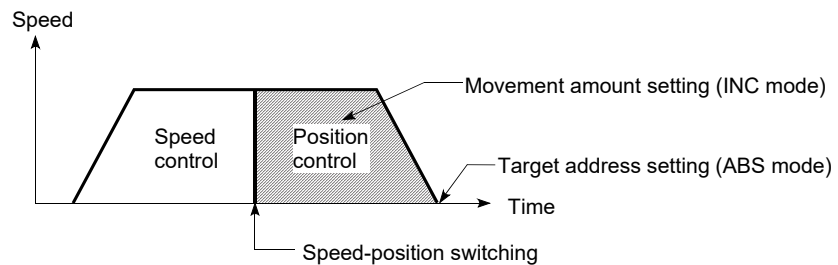 Speed
Movement amount setting (INC mode)
Speed
control
Position
control
Target address setting (ABS mode)
Time
Speed-position switching